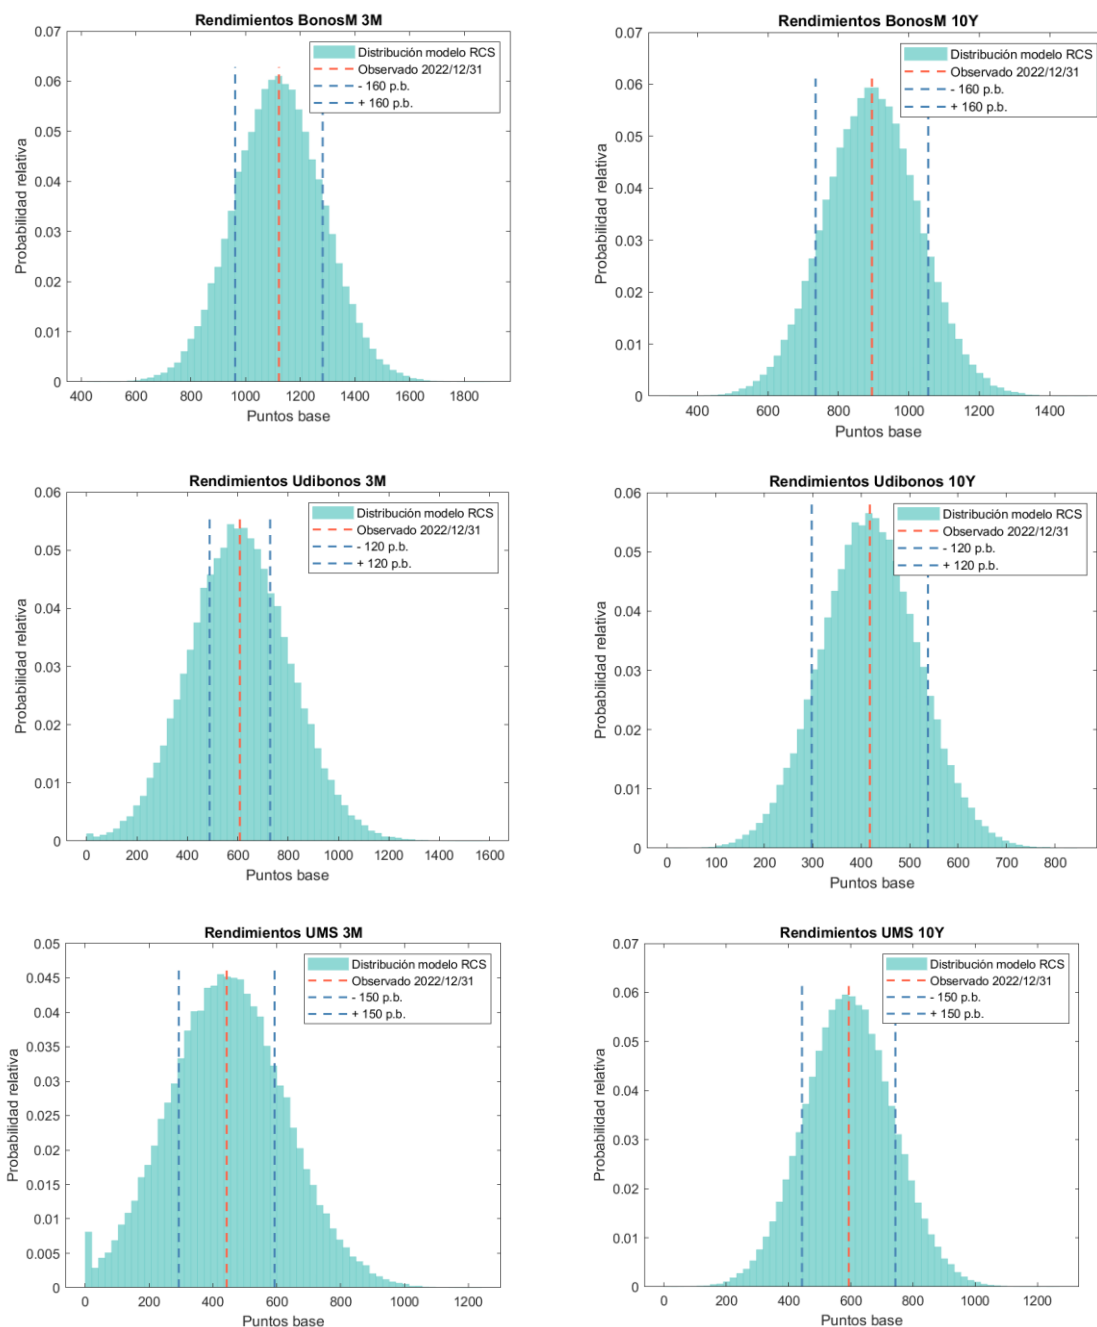 Rendimientos BonosM 3M
0.07
0.06
0.05
0.04
0.03
0.02
0.01
0
Probabilidad relativa
400 600 800 1000 1200 1400 1600 1800
Puntos base
Distribución modelo RCS
Observado 2022/12/31
- 160 p.b.
+ 160 p.b.
Rendimientos BonosM 10Y
0.07
0.06
0.05
0.04
0.03
0.02
0.01
0
Probabilidad relativa
400 600 800 1000 1200 1400
Puntos base
Distribución modelo RCS
Observado 2022/12/31
- 160 p.b.
+ 160 p.b.
Rendimientos Udibonos 3M
0.06
0.05
0.04
0.03
0.02
0.01
0
Probabilidad relativa
0 200 400 600 800 1000 1200 1400 1600
Puntos base
Distribución modelo RCS
Observado 2022/12/31
- 120 p.b.
+ 120 p.b.
Rendimientos Udibonos 10Y
0.06
0.05
0.04
0.03
0.02
0.01
0
Probabilidad relativa
0 100 200 300 400 500 600 700 800
Puntos base
Distribución modelo RCS
Observado 2022/12/31
- 120 p.b.
+ 120 p.b.
Rendimientos UMS 3M
0.05
0.045
0.04
0.035
0.03
0.025
0.02
0.015
0.01
0.005
0
Probabilidad relativa
0 200 400 600 800 1000 1200
Puntos base
Distribución modelo RCS
Observado 2022/12/31
- 150 p.b.
+ 150 p.b.
Rendimientos UMS 10Y
0.07
0.06
0.05
0.04
0.03
0.02
0.01
0
Probabilidad relativa
0 200 400 600 800 1000 1200
Puntos base
Distribución modelo RCS
Observado 2022/12/31
- 150 p.b.
+ 150 p.b.